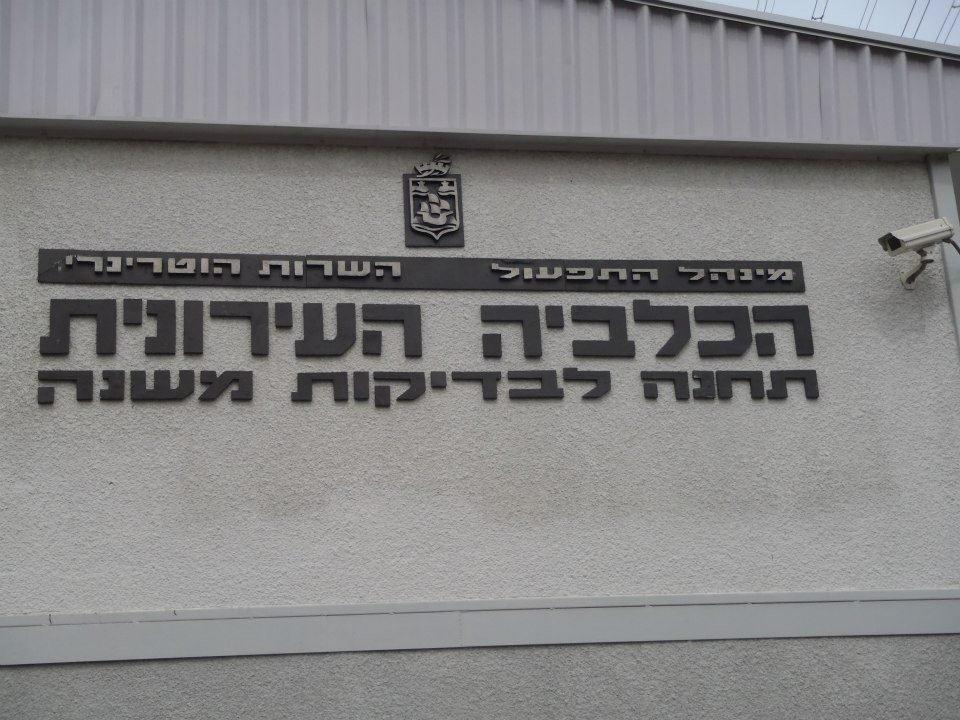 מינהל התפעול השרות הוטרינרי
הכלביה העירונית
תחנה לבדיקות משנה